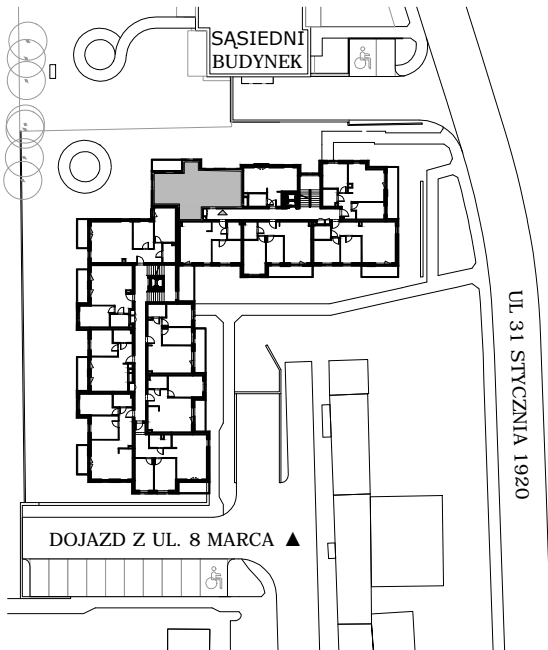 SĄSIEDNI
BUDYNEK
UL 31 STYCZNIA 1920
DOJAZD Z UL. 8 MARCA ▲